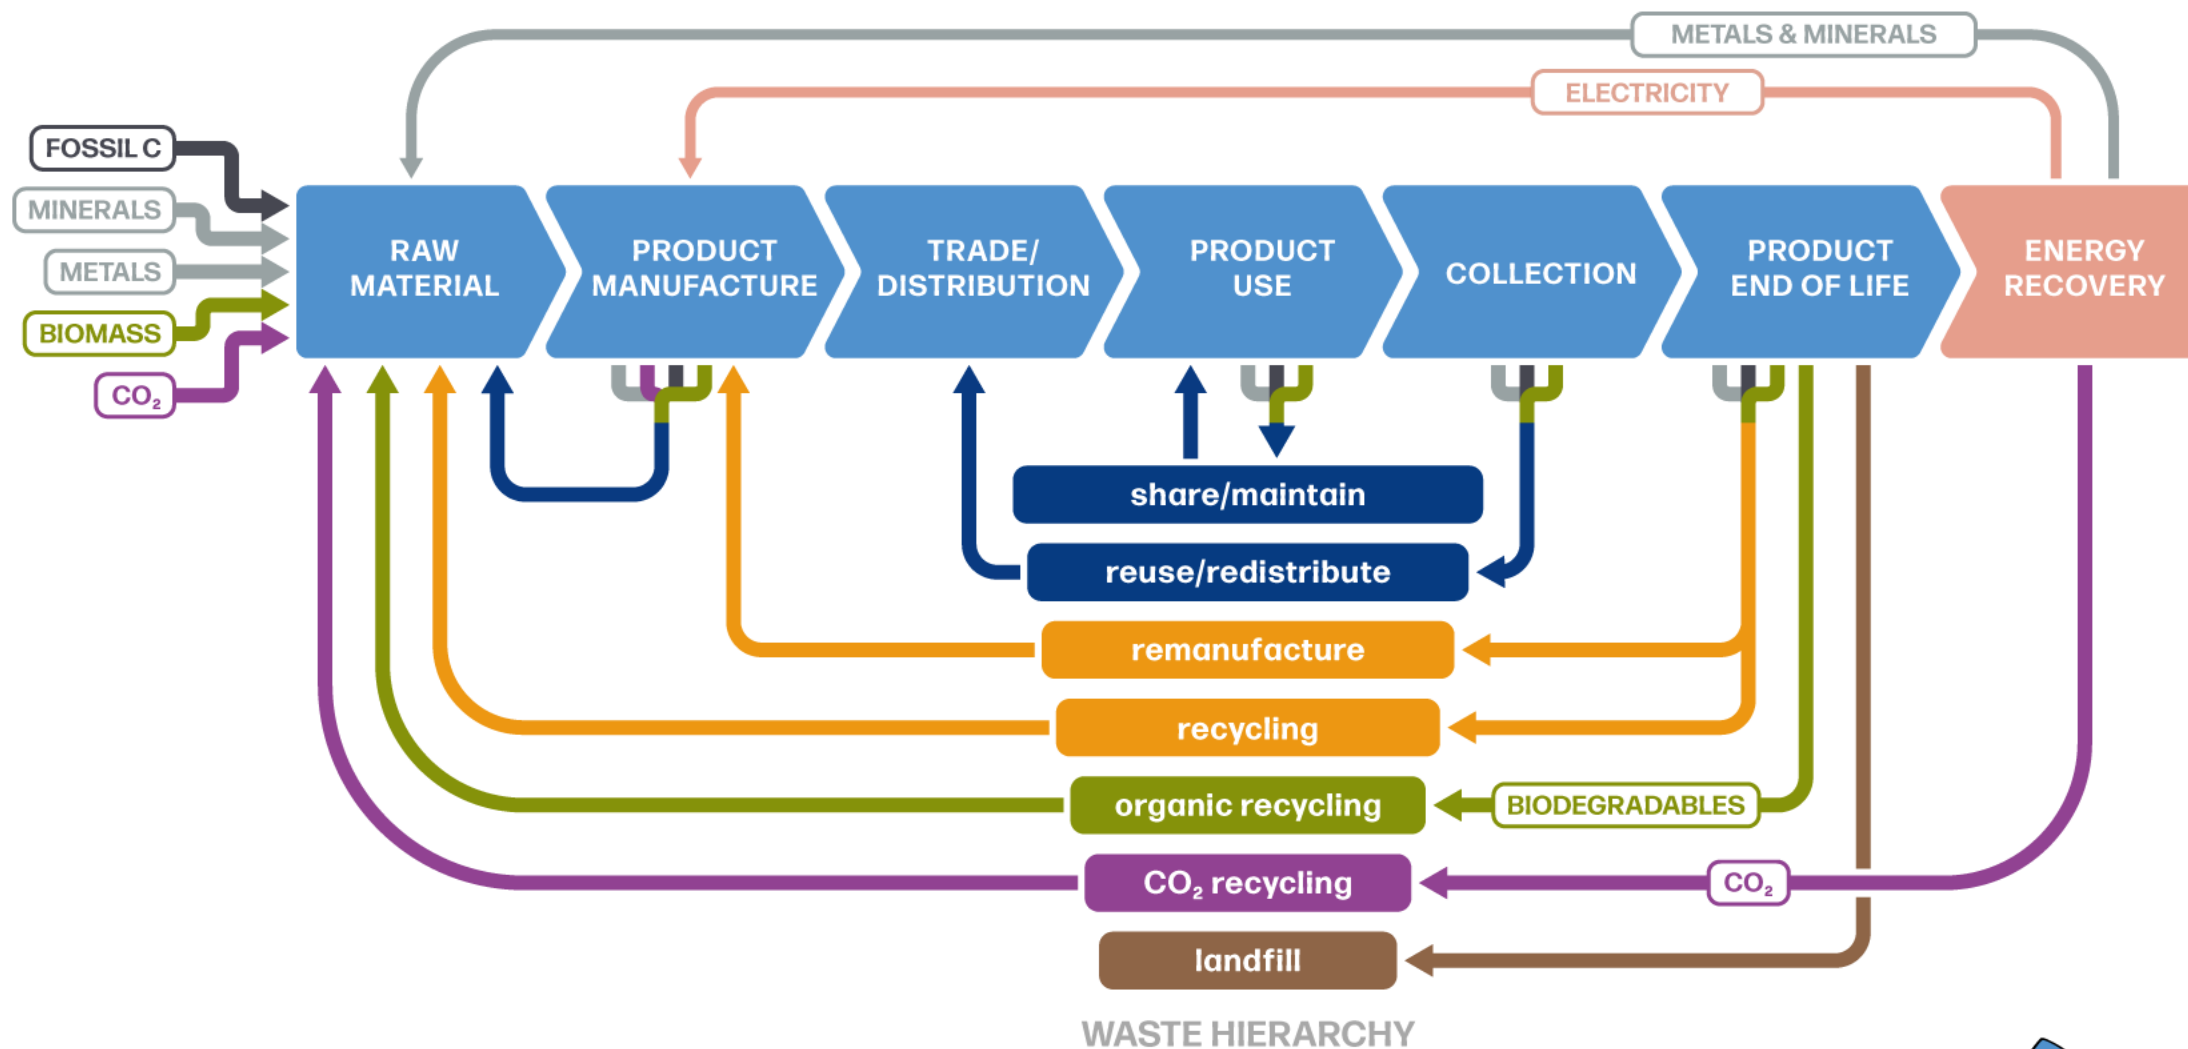 METALS & MINERALS
ELECTRICITY
FOSSIL C
MINERALS
METALS
BIOMASS
CO₂
RAW
MATERIAL
PRODUCT
MANUFACTURE
TRADE/
DISTRIBUTION
PRODUCT
USE
COLLECTION
PRODUCT
END OF LIFE
ENERGY
RECOVERY
share/maintain
reuse/redistribute
remanufacture
recycling
organic recycling
BIODEGRADABLES
CO₂ recycling
CO₂
landfill
WASTE HIERARCHY